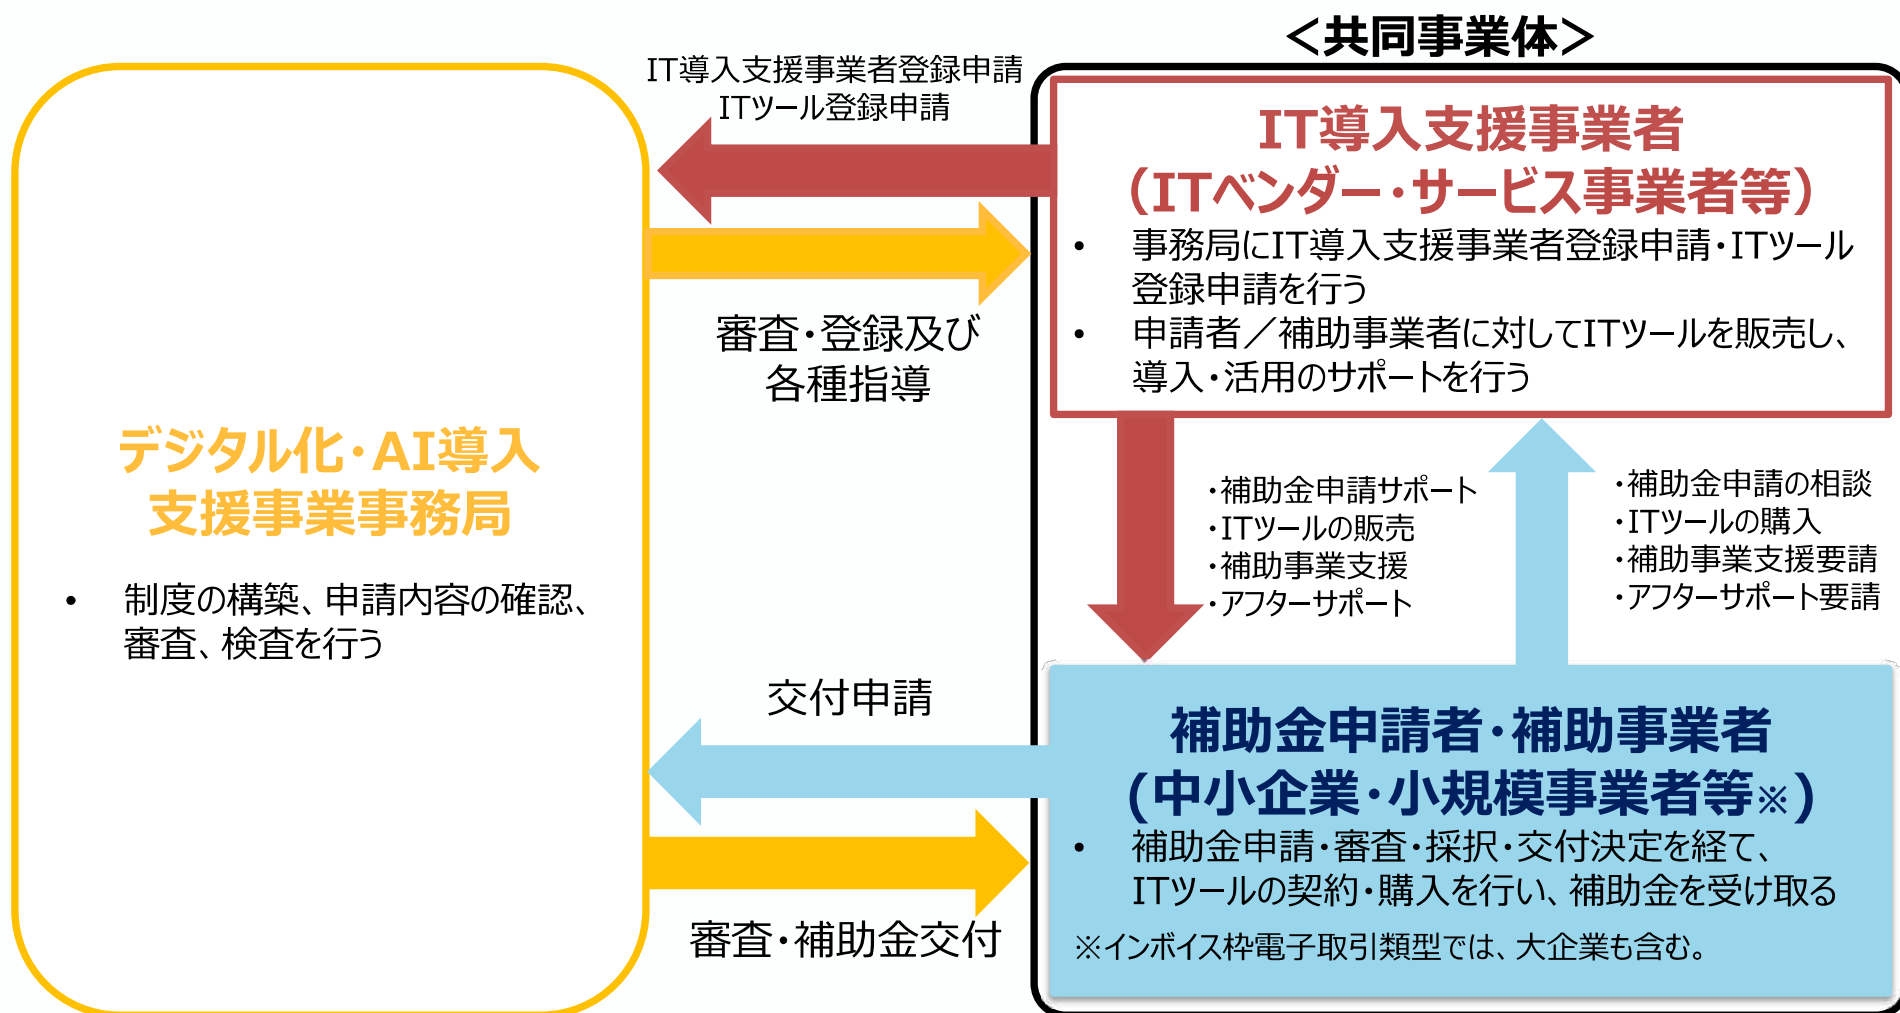 ＜共同事業体＞
IT導入支援事業者登録申請
ITツール登録申請
審査・登録及び
各種指導
デジタル化・AI導入
支援事業事務局
• 制度の構築、申請内容の確認、
審査、検査を行う
交付申請
審査・補助金交付
IT導入支援事業者
（ITベンダー・サービス事業者等）
• 事務局にIT導入支援事業者登録申請・ITツール
登録申請を行う
• 申請者／補助事業者に対してITツールを販売し、
導入・活用のサポートを行う
・補助金申請サポート
・ITツールの販売
・補助事業支援
・アフターサポート
・補助金申請の相談
・ITツールの購入
・補助事業支援要請
・アフターサポート要請
補助金申請者・補助事業者
(中小企業・小規模事業者等※)
• 補助金申請・審査・採択・交付決定を経て、
ITツールの契約・購入を行い、補助金を受け取る
※インボイス枠電子取引類型では、大企業も含む。